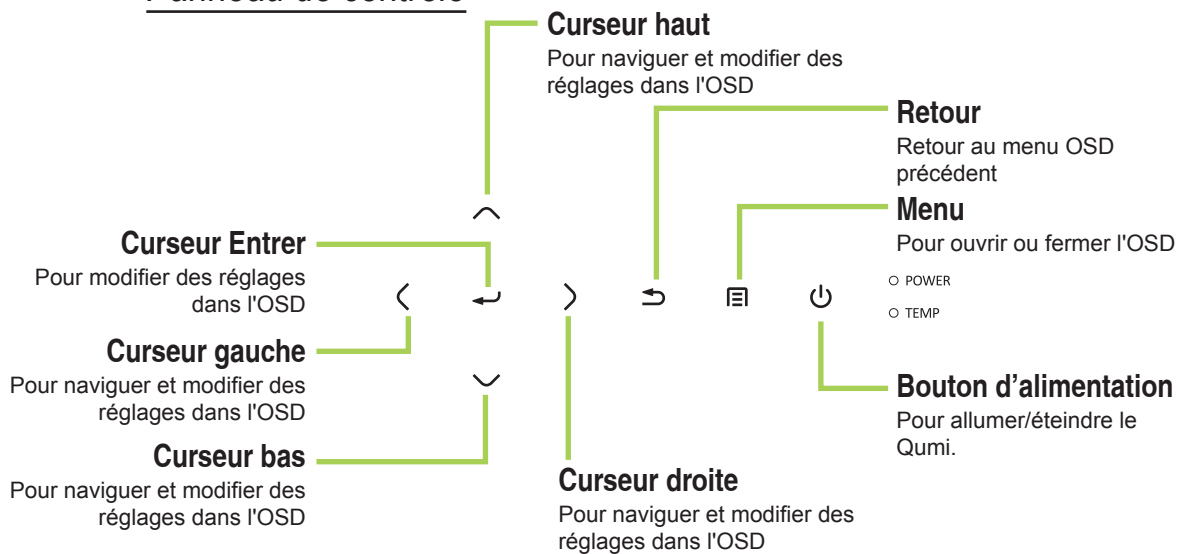 Panneau de contrôle
Curseur haut
Pour naviguer et modifier des
réglages dans l'OSD
Retour
Retour au menu OSD
précédent
Menu
Pour ouvrir ou fermer l'OSD
Curseur Entrer
Pour modifier des réglages
dans l'OSD
POWER
TEMP
Curseur gauche
Pour naviguer et modifier des
réglages dans l'OSD
Bouton d’alimentation
Pour allumer/éteindre le
Qumi.
Curseur bas
Pour naviguer et modifier des
réglages dans l'OSD
Curseur droite
Pour naviguer et modifier des
réglages dans l'OSD